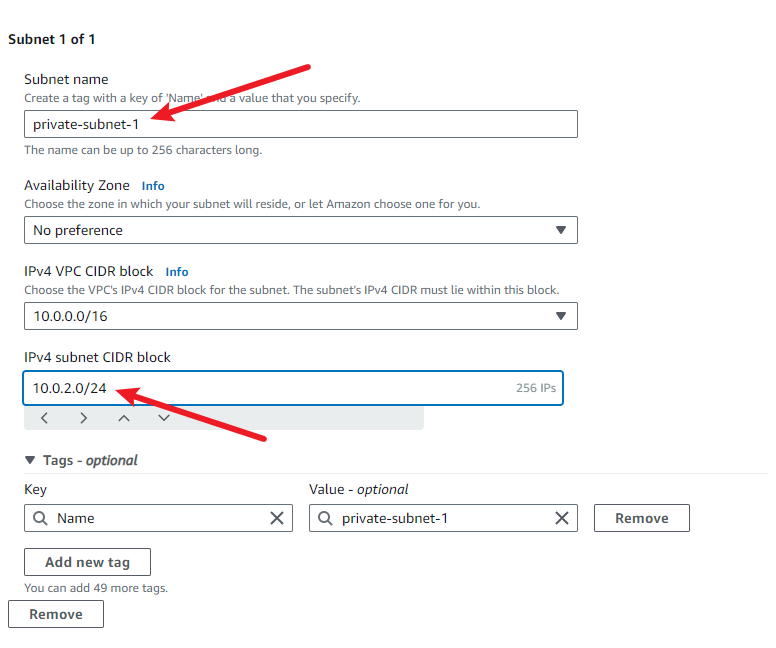 Subnet 1 of 1
Subnet name
Create a tag with a key of 'Name' and a value that you specify.
private-subnet-1
The name can be up to 256 characters long.
Availability Zone Info
Choose the zone in which your subnet will reside, or let Amazon choose one for you.
No preference
IPv4 VPC CIDR block Info
Choose the VPC's IPv4 CIDR block for the subnet. The subnet's IPv4 CIDR must lie within this block.
10.0.0.0/16
IPv4 subnet CIDR block
10.0.2.0/24 256 IPs
Tags - optional
Key Value - optional
Name private-subnet-1 Remove
Add new tag
You can add 49 more tags.
Remove